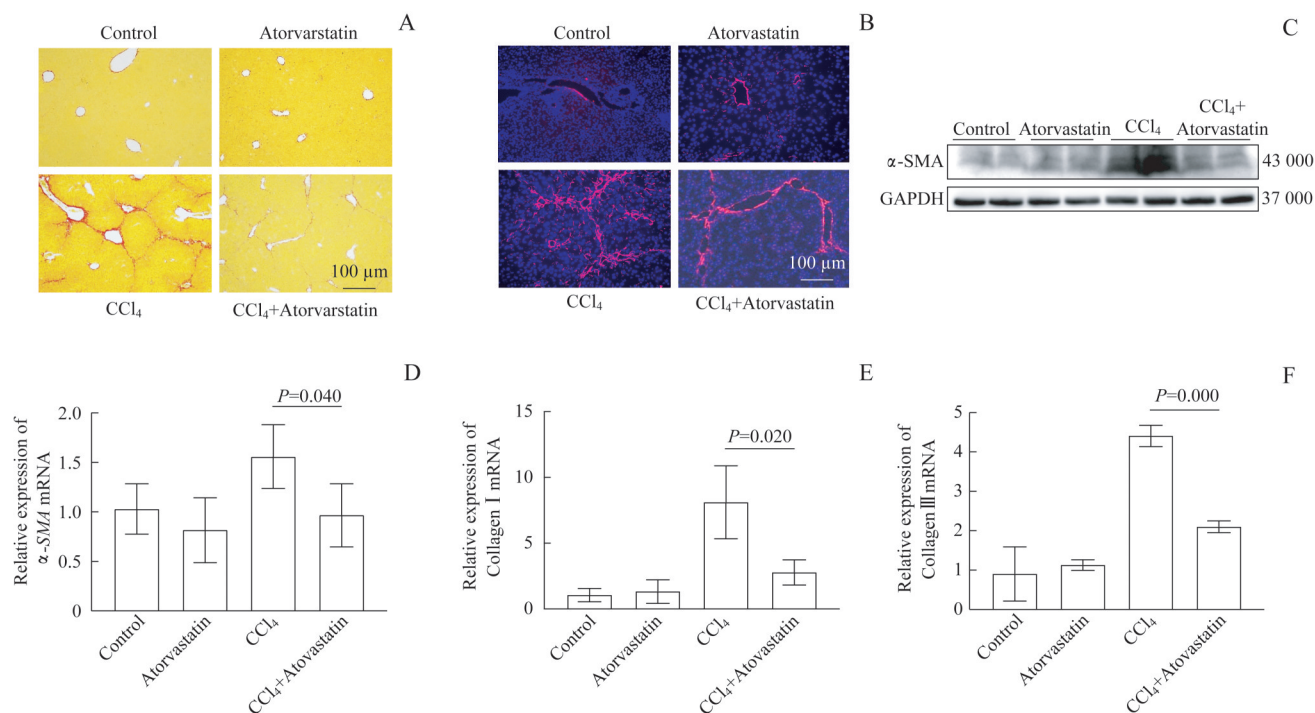 A
Control Atorvarstatin
100 µm
CCl₄ CCl₄+Atorvarstatin
B
Control Atorvastatin
100 µm
CCl₄ CCl₄+Atorvastatin
C
Control Atorvastatin CCl₄ CCl₄+
Atorvastatin
α-SMA 43 000
GAPDH 37 000
D
P=0.040
Relative expression of
α-SMA mRNA
2.0
1.5
1.0
0.5
0
Control Atorvastatin CCl₄ CCl₄+Atovastatin
E
P=0.020
Relative expression of
Collagen Ⅰ mRNA
15
10
5
0
Control Atorvastatin CCl₄ CCl₄+Atovastatin
F
P=0.000
Relative expression of
Collagen Ⅲ mRNA
5
4
3
2
1
0
Control Atorvastatin CCl₄ CCl₄+Atovastatin